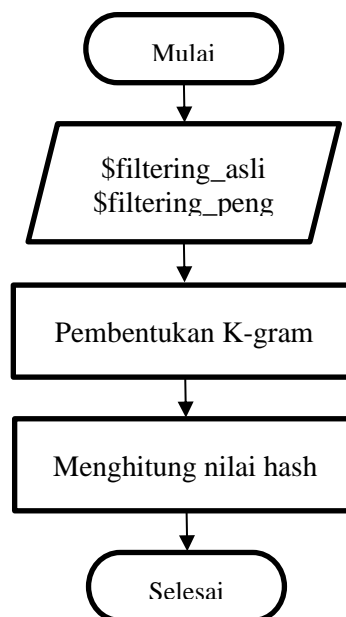 Mulai
$filtering_asli
$filtering_peng
Pembentukan K-gram
Menghitung nilai hash
Selesai